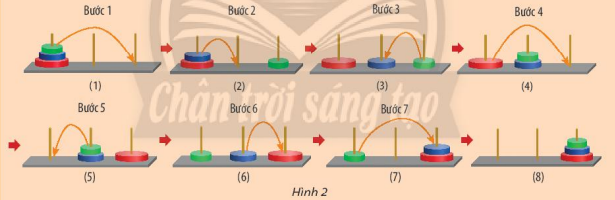 Bước 1
Bước 2
Bước 3
Bước 4
(1)
(2)
(3)
(4)
Chân trời sáng tạo
Bước 5
Bước 6
Bước 7
(5)
(6)
(7)
(8)
Hình 2